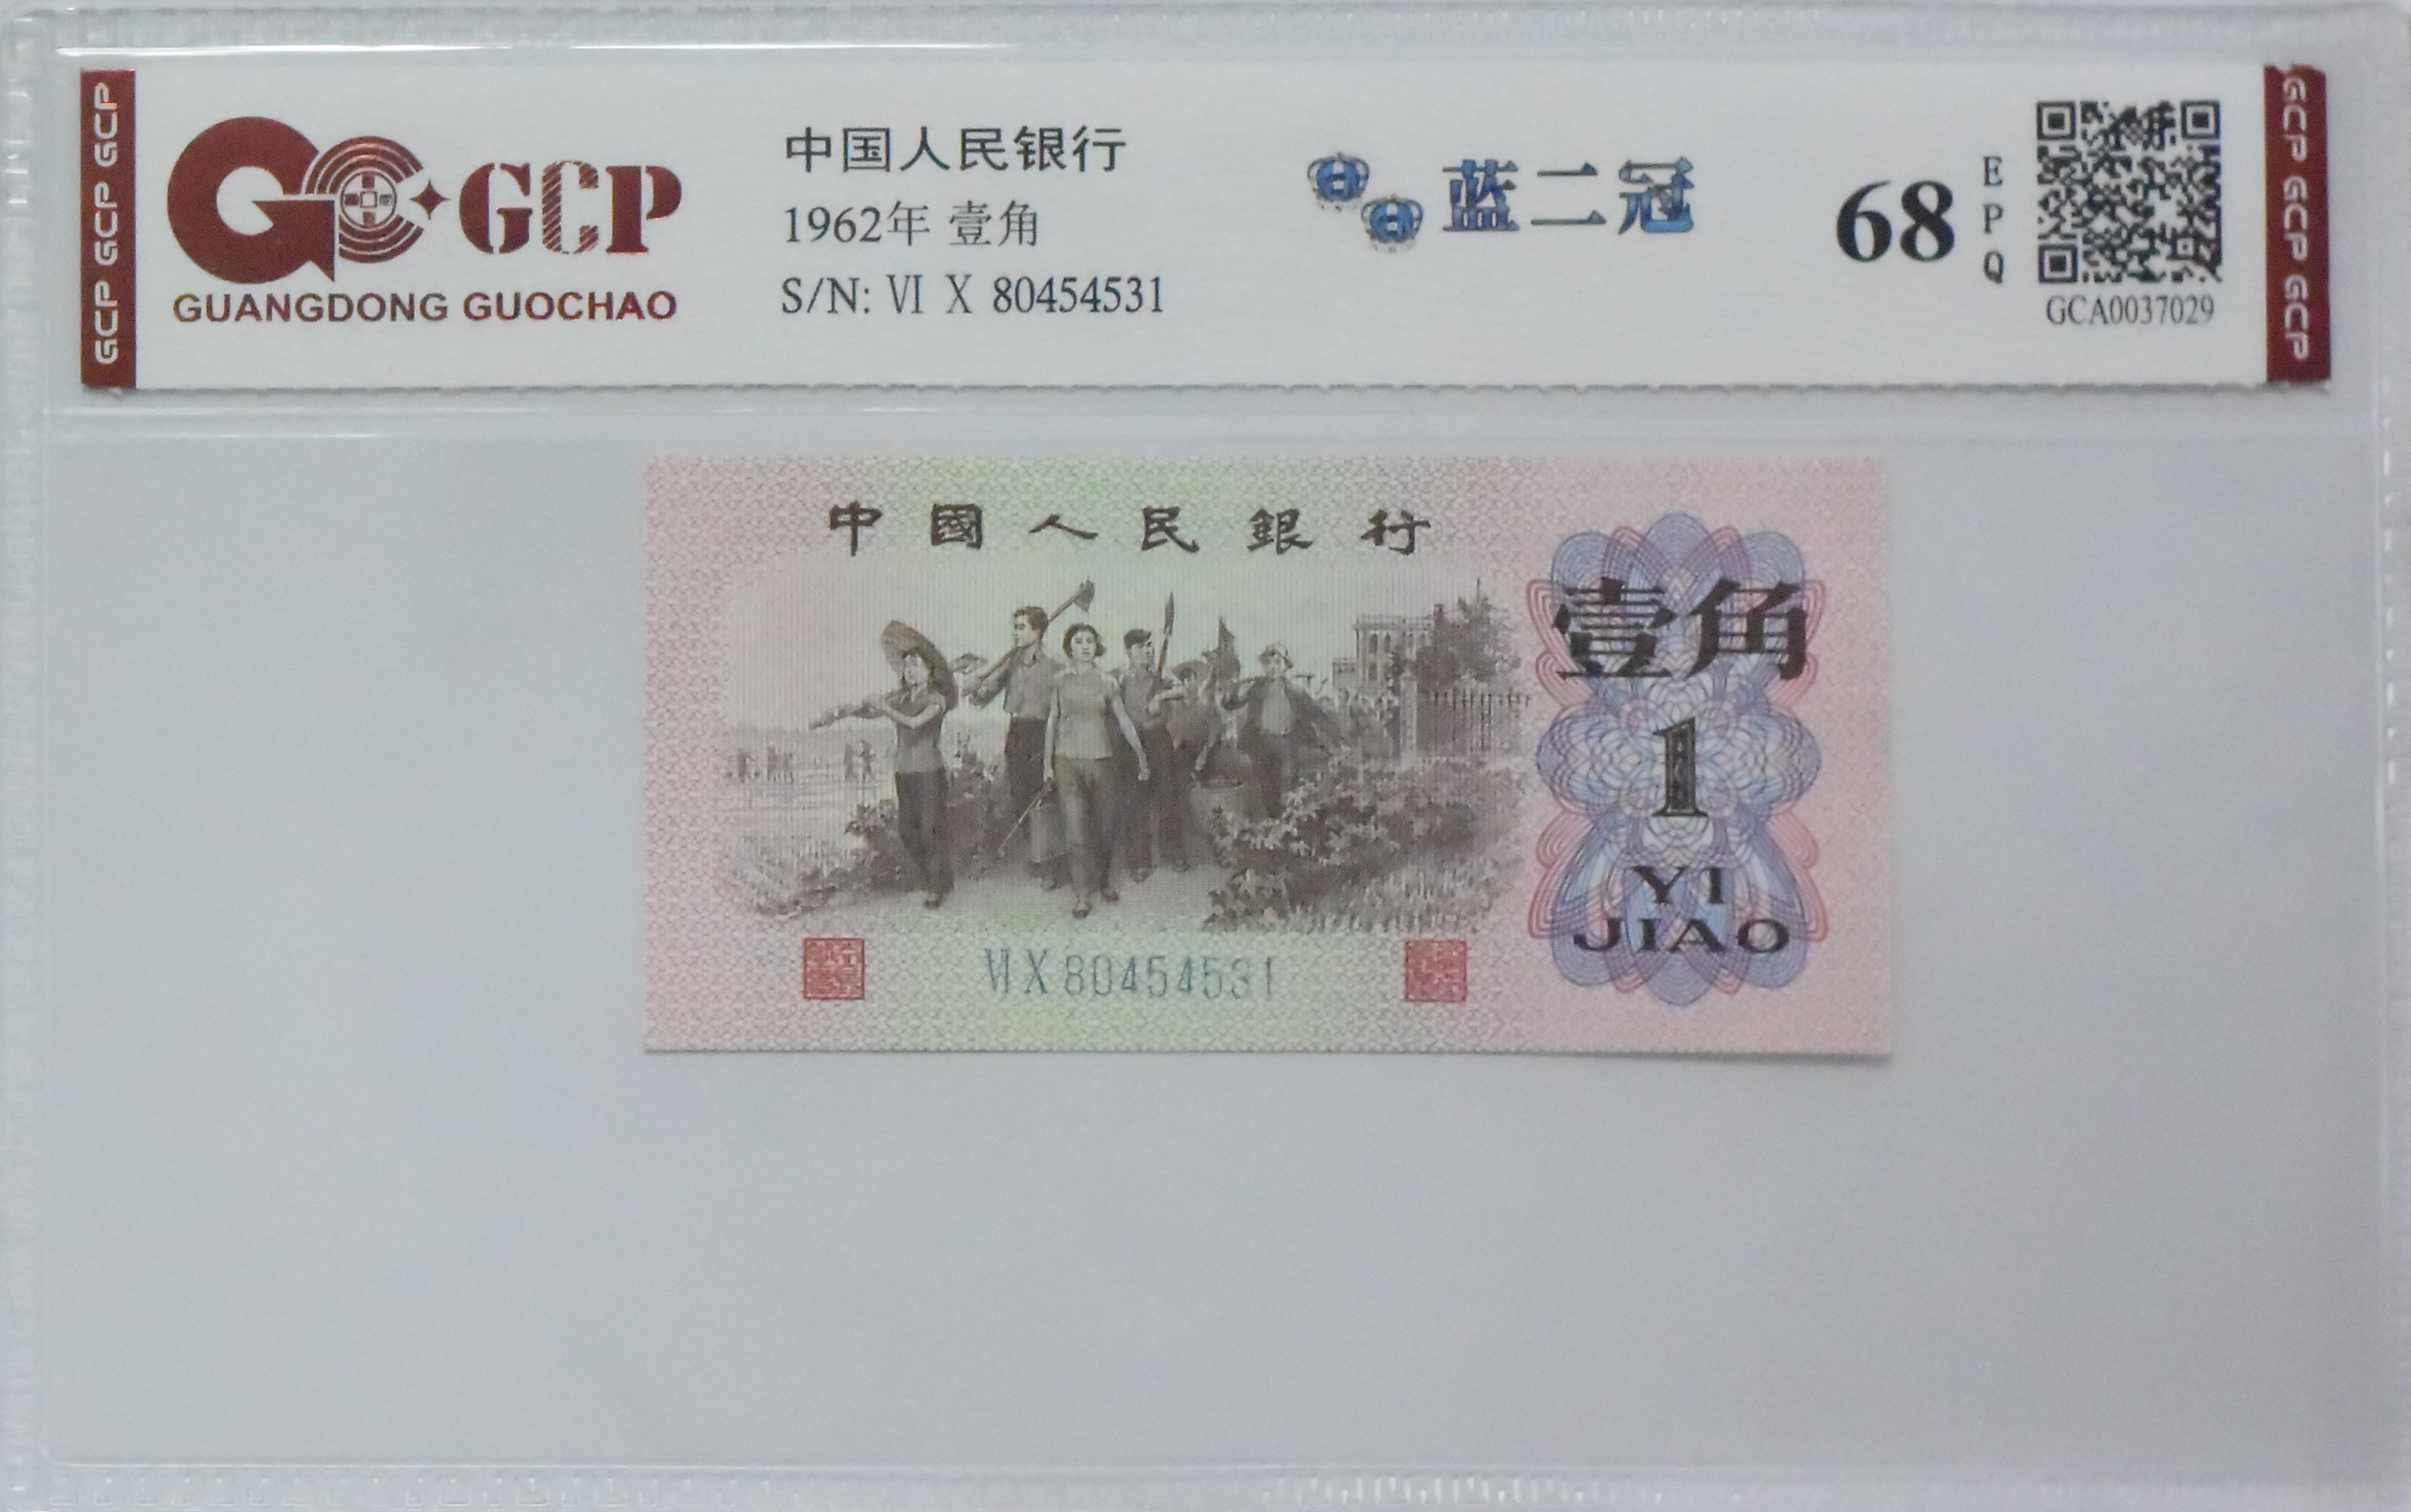 GCP GCP GCP
GCP
GUANGDONG GUOCHAO
中国人民银行
1962年 壹角
S/N: Ⅵ Ⅹ 80454531
蓝二冠
68
EPQ
GCA0037029
GCP GCP GCP
中國人民銀行
壹角
1
YI
JIAO
ⅥⅩ80454531